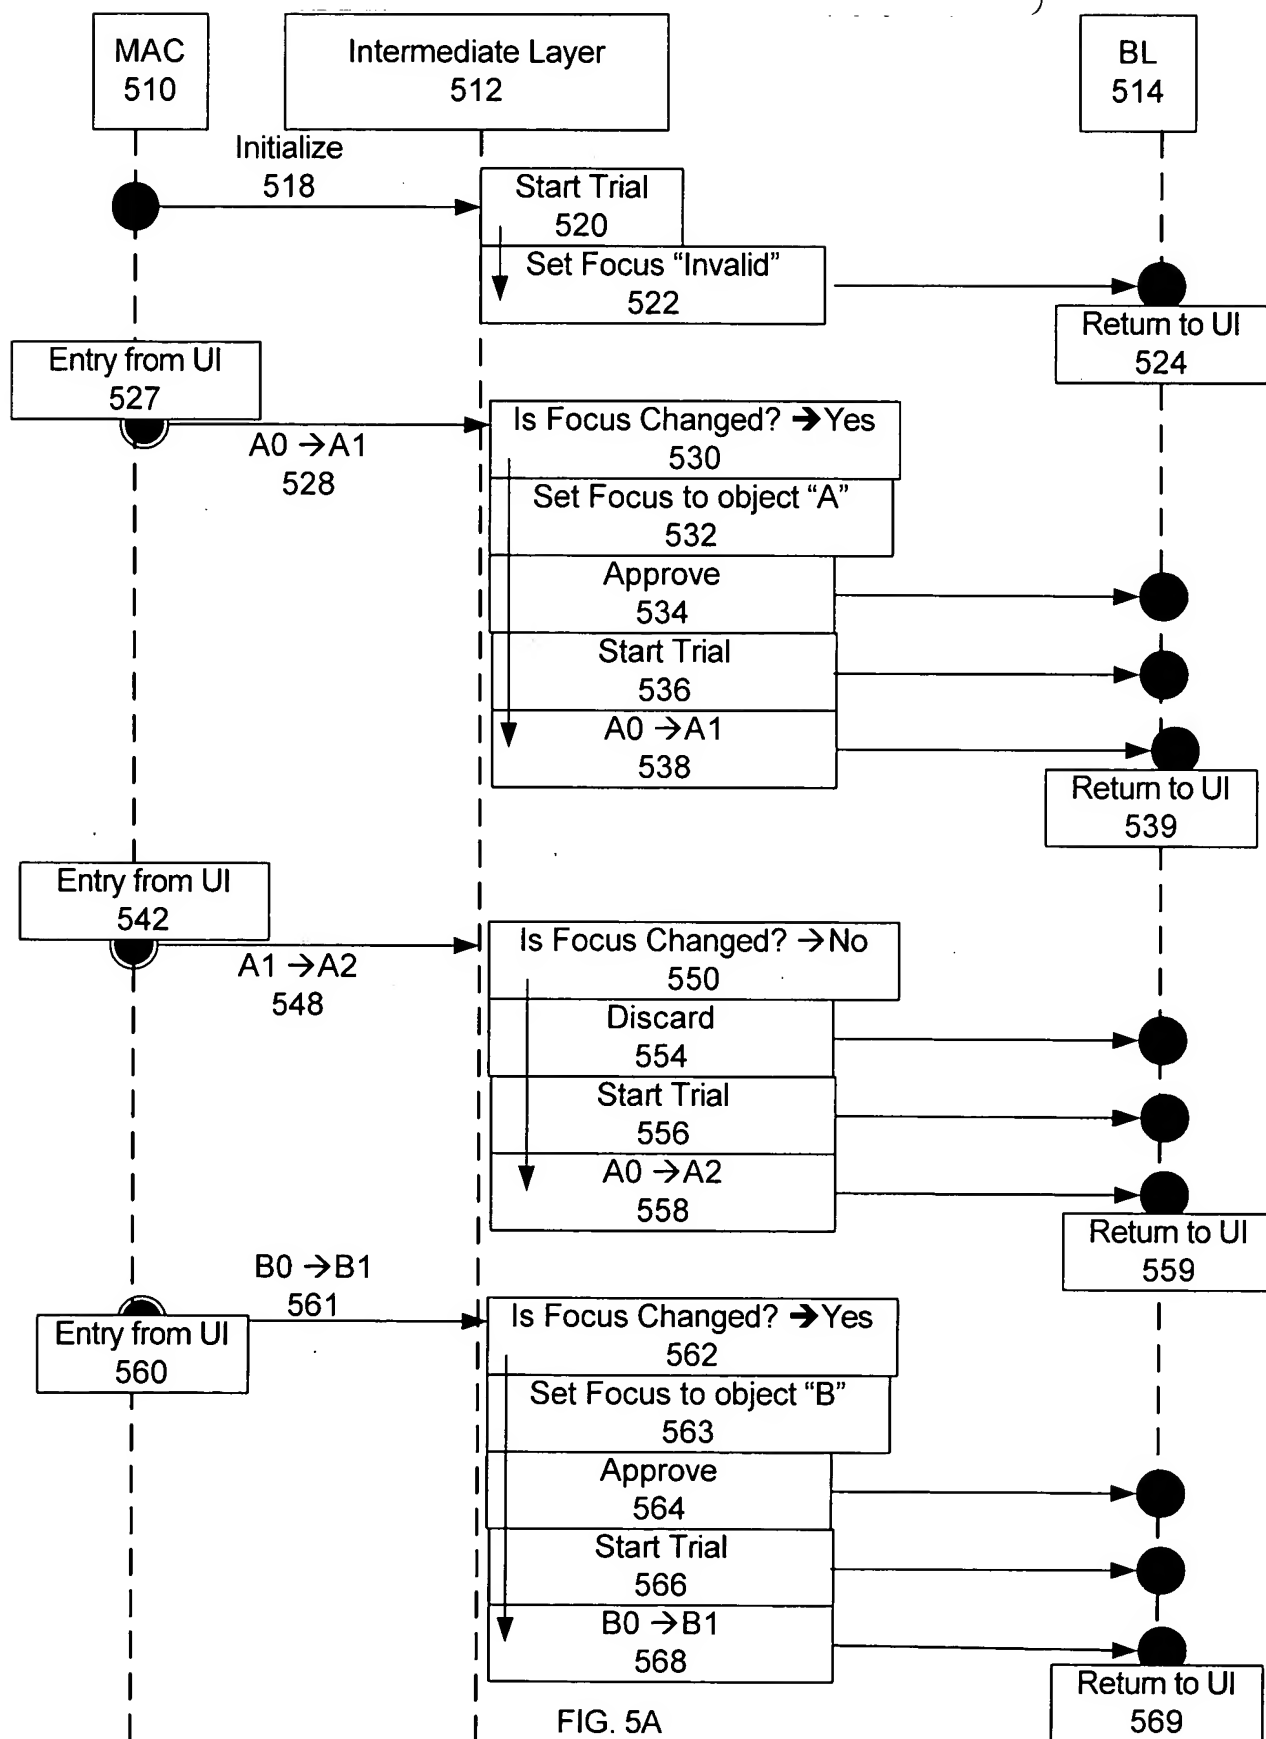 MAC
510
Intermediate Layer
512
BL
514
Initialize
518
Start Trial
520
Set Focus “Invalid”
522
Return to UI
524
Entry from UI
527
A0 →A1
528
Is Focus Changed? →Yes
530
Set Focus to object “A”
532
Approve
534
Start Trial
536
A0 →A1
538
Return to UI
539
Entry from UI
542
A1 →A2
548
Is Focus Changed? →No
550
Discard
554
Start Trial
556
A0 →A2
558
Return to UI
559
B0 →B1
561
Entry from UI
560
Is Focus Changed? →Yes
562
Set Focus to object “B”
563
Approve
564
Start Trial
566
B0 →B1
568
Return to UI
569
FIG. 5A